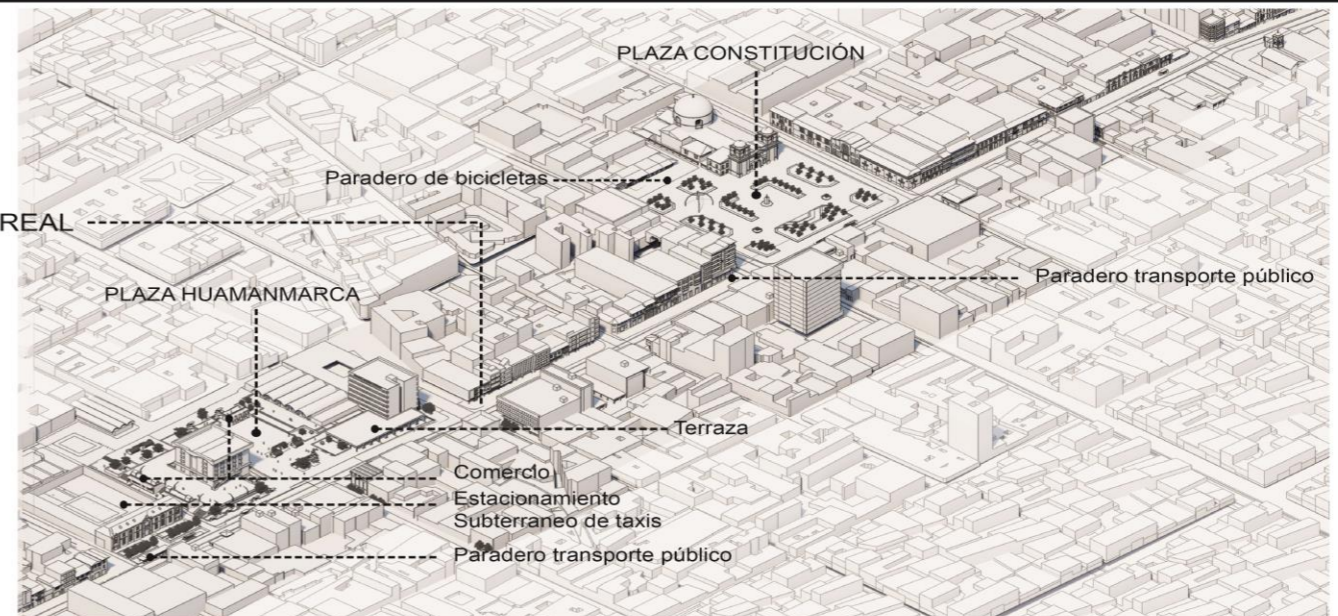 PLAZA CONSTITUCIÓN
Paradero de bicicletas
REAL
Paradero transporte público
PLAZA HUAMANMARCA
Terraza
Comercio
Estacionamiento
Subterraneo de taxis
Paradero transporte público